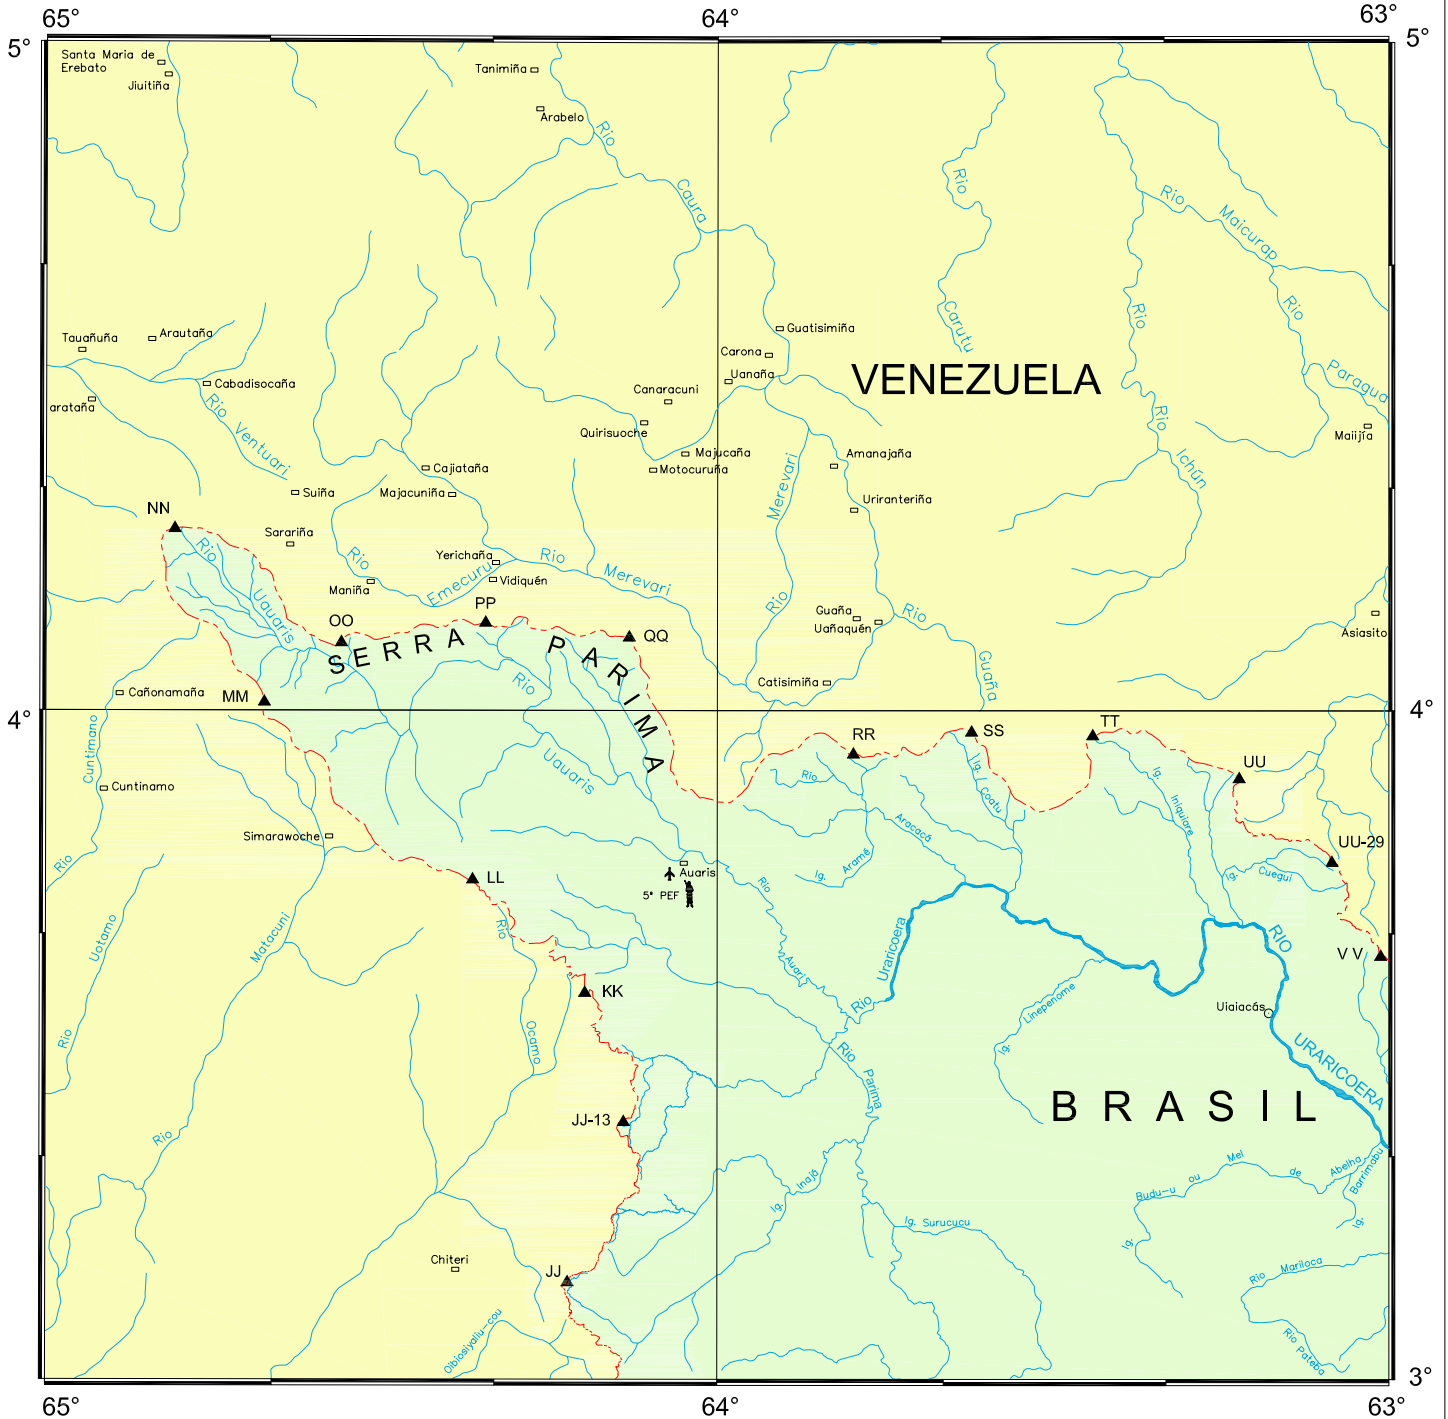 65°
64°
63°
5°
5°
Santa Maria de
Erebato
Jiuitiña
Tanimiña
Arabelo
Rio
Caura
Rio
Carutu
Rio
Maicurap
Rio
Rio
Paragua
Maiijía
Rio
Rio
Ichún
Guatisimiña
Carona
Uanaña
VENEZUELA
Tauañuña
Arautaña
Cabadisocaña
arataña
Rio
Ventuari
Canaracuni
Quirisuoche
Majucaña
Motocuruña
Merevari
Rio
Amanajaña
Uriranteriña
Cajiataña
Majacuniña
Suiña
Sarariña
NN
Rio
Uauaris
Rio
Maniña
Yerichaña
Vidiquén
Emecuru
Rio
Merevari
Guaña
Uañaquén
Rio
Guaña
Asiasito
OO
PP
QQ
SERRA PARIMA
Catisimiña
Cañonamaña
MM
Rio
Uauaris
4°
4°
Cuntimano
Rio
Cuntinamo
Simarawoche
RR
SS
TT
UU
UU-29
V V
Rio
Aracacá
Ig.
Aramé
Ig.
Coatu
Ig.
Iniquiare
Ig.
Cuegui
LL
Auaris
5° PEF
Rio
Auari
Uotamo
Rio
Matacuni
Rio
Rio
Ocamo
KK
Uraricoera
Rio
RIO
URARICOERA
Uiaiacás
Ig.
Linepenome
Rio
Parima
BRASIL
JJ-13
Ig.
Inajá
Ig. Surucucu
Ig.
Budu-u
ou
Mel
de
Abelha
Barrimabu
Ig.
Rio
Mariloca
Rio Pateba
Chiteri
JJ
3°
65°
64°
63°